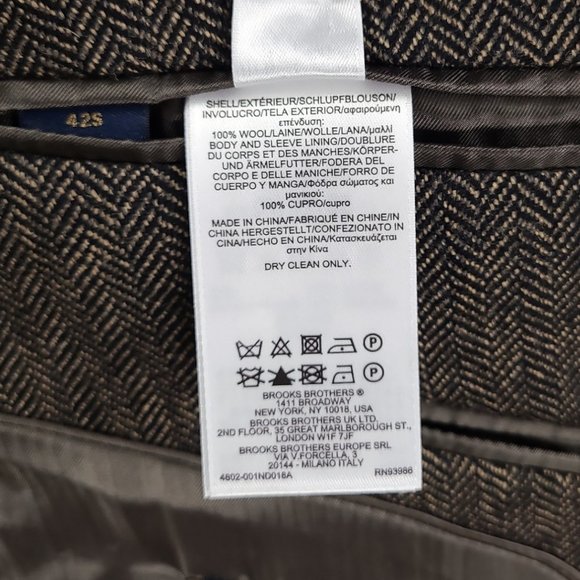 42S
SHELL/EXTÉRIEUR/SCHLUPFBLOUSON/
INVOLUCRO/TELA EXTERIOR/αφαιρούμενη
επένδυση:
100% WOOL/LAINE/WOLLE/LANA/μαλλί
BODY AND SLEEVE LINING/DOUBLURE
DU CORPS ET DES MANCHES/KÖRPER-
UND ÄRMELFUTTER/FODERA DEL
CORPO E DELLE MANICHE/FORRO DE
CUERPO Y MANGA/Φόδρα σώματος και
μανικιού:
100% CUPRO/cupro
MADE IN CHINA/FABRIQUÉ EN CHINE/IN
CHINA HERGESTELLT/CONFEZIONATO IN
CINA/HECHO EN CHINA/Κατασκευάζεται
στην Κίνα
DRY CLEAN ONLY.
P
P
BROOKS BROTHERS ®
1411 BROADWAY
NEW YORK, NY 10018, USA
BROOKS BROTHERS UK LTD.
2ND FLOOR, 35 GREAT MARLBOROUGH ST.,
LONDON W1F 7JF
BROOKS BROTHERS EUROPE SRL
VIA V.FORCELLA, 3
20144 - MILANO ITALY
4602-001ND018A RN93986